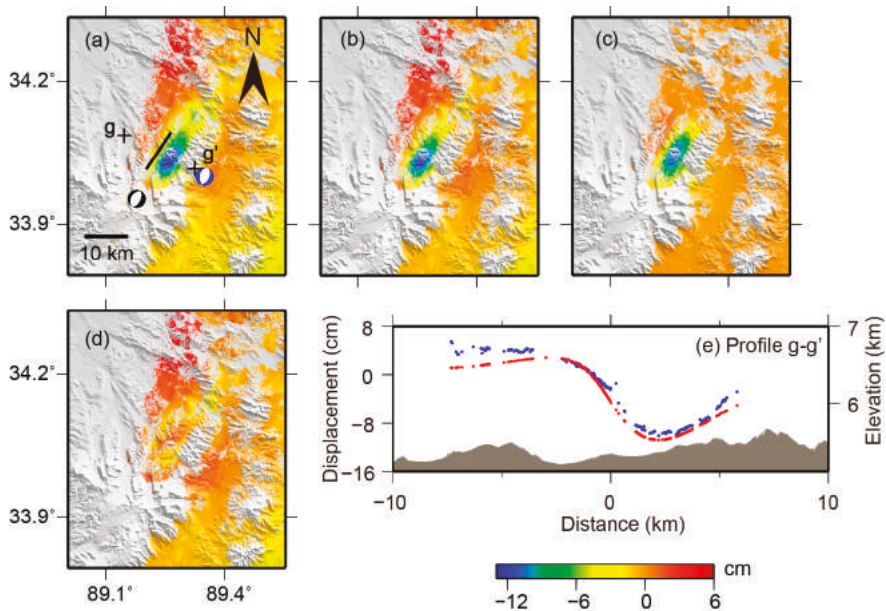 (a)
N
(b)
(c)
34.2°
g
g'
33.9°
10 km
(d)
34.2°
33.9°
89.1°
89.4°
8
0
−8
−16
Displacement (cm)
(e) Profile g-g'
7
6
Elevation (km)
−10
0
10
Distance (km)
cm
−12
−6
0
6